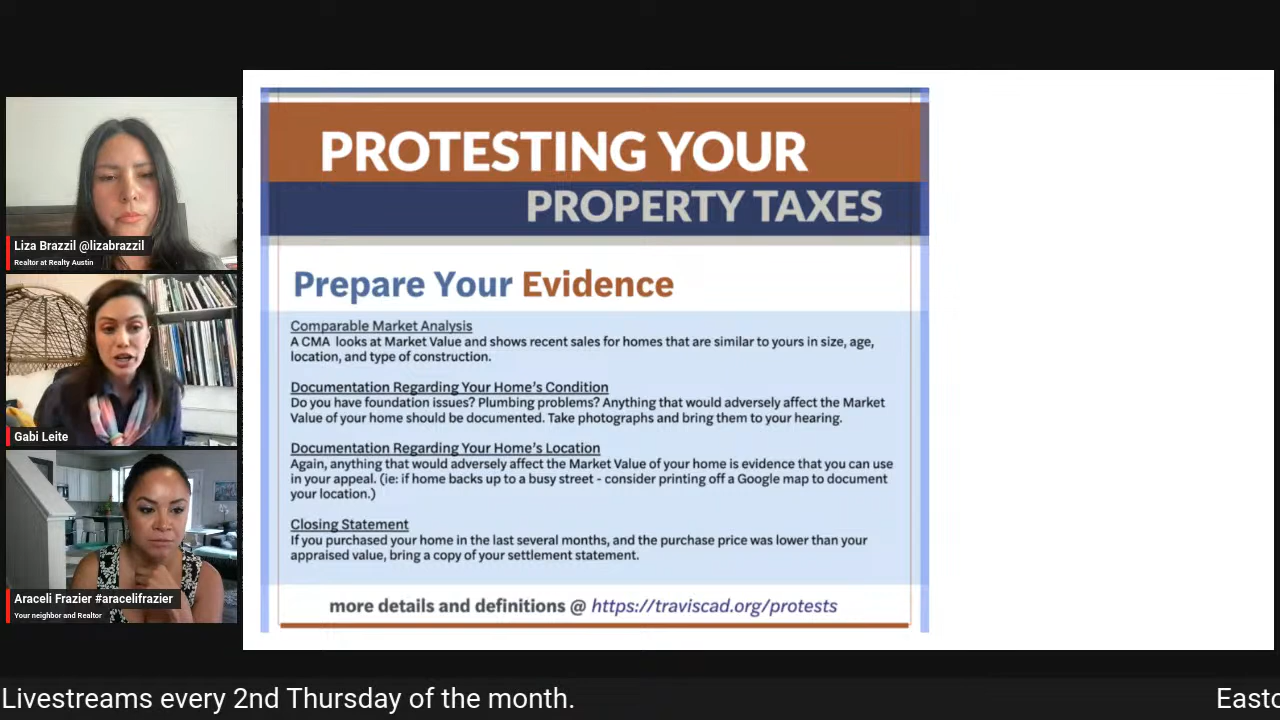 Liza Brazzil @lizabrazzil
Realtor at Realty Austin
Gabi Leite
Araceli Frazier #aracelifrazier
Your neighbor and Realtor
PROTESTING YOUR
PROPERTY TAXES
Prepare Your Evidence
Comparable Market Analysis
A CMA looks at Market Value and shows recent sales for homes that are similar to yours in size, age,
location, and type of construction.
Documentation Regarding Your Home's Condition
Do you have foundation issues? Plumbing problems? Anything that would adversely affect the Market
Value of your home should be documented. Take photographs and bring them to your hearing.
Documentation Regarding Your Home's Location
Again, anything that would adversely affect the Market Value of your home is evidence that you can use
in your appeal. (ie: if home backs up to a busy street - consider printing off a Google map to document
your location.)
Closing Statement
If you purchased your home in the last several months, and the purchase price was lower than your
appraised value, bring a copy of your settlement statement.
more details and definitions @ https://traviscad.org/protests
Livestreams every 2nd Thursday of the month.